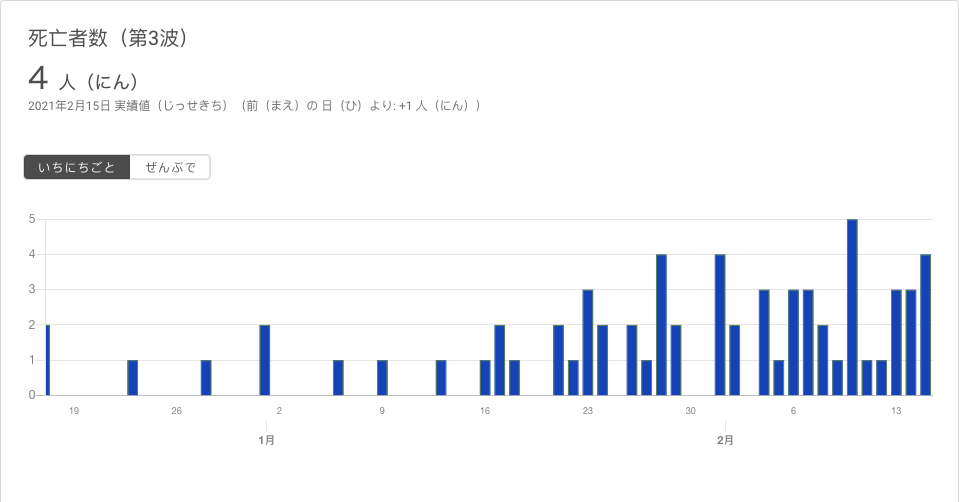 死亡者数（第3波）
4 人（にん）
2021年2月15日 実績値（じっせきち）（前（まえ）の 日（ひ）より: +1 人（にん））
いちにちごと ぜんぶで
5
4
3
2
1
0
19 26 2 9 16 23 30 6 13
1月 2月